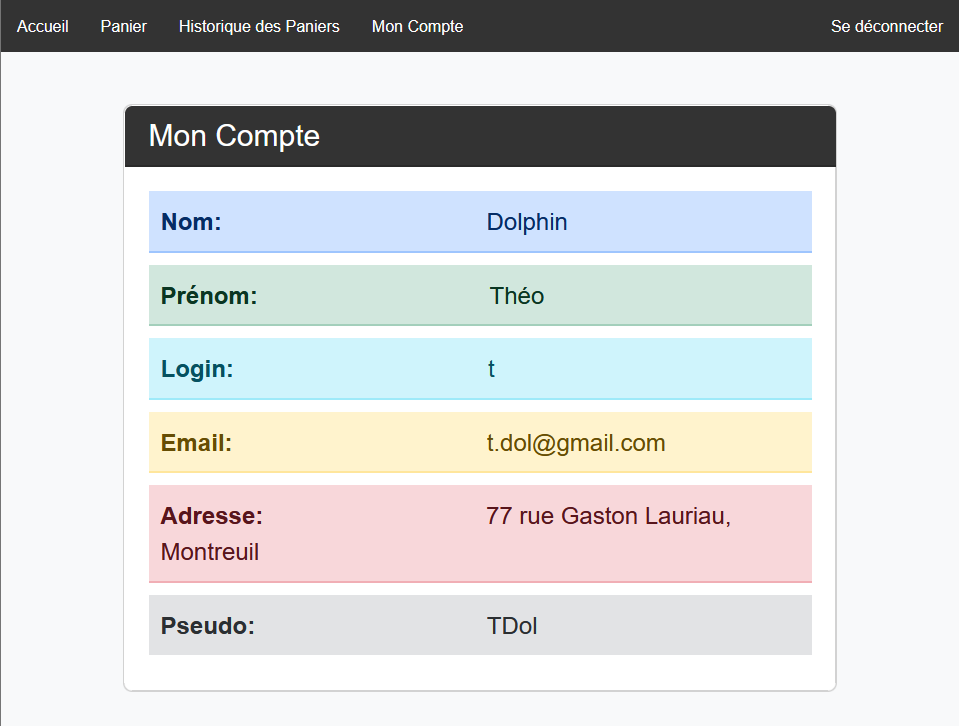 Accueil Panier Historique des Paniers Mon Compte Se déconnecter
Mon Compte
Nom: Dolphin
Prénom: Théo
Login: t
Email: t.dol@gmail.com
Adresse: 77 rue Gaston Lauriau,
Montreuil
Pseudo: TDol